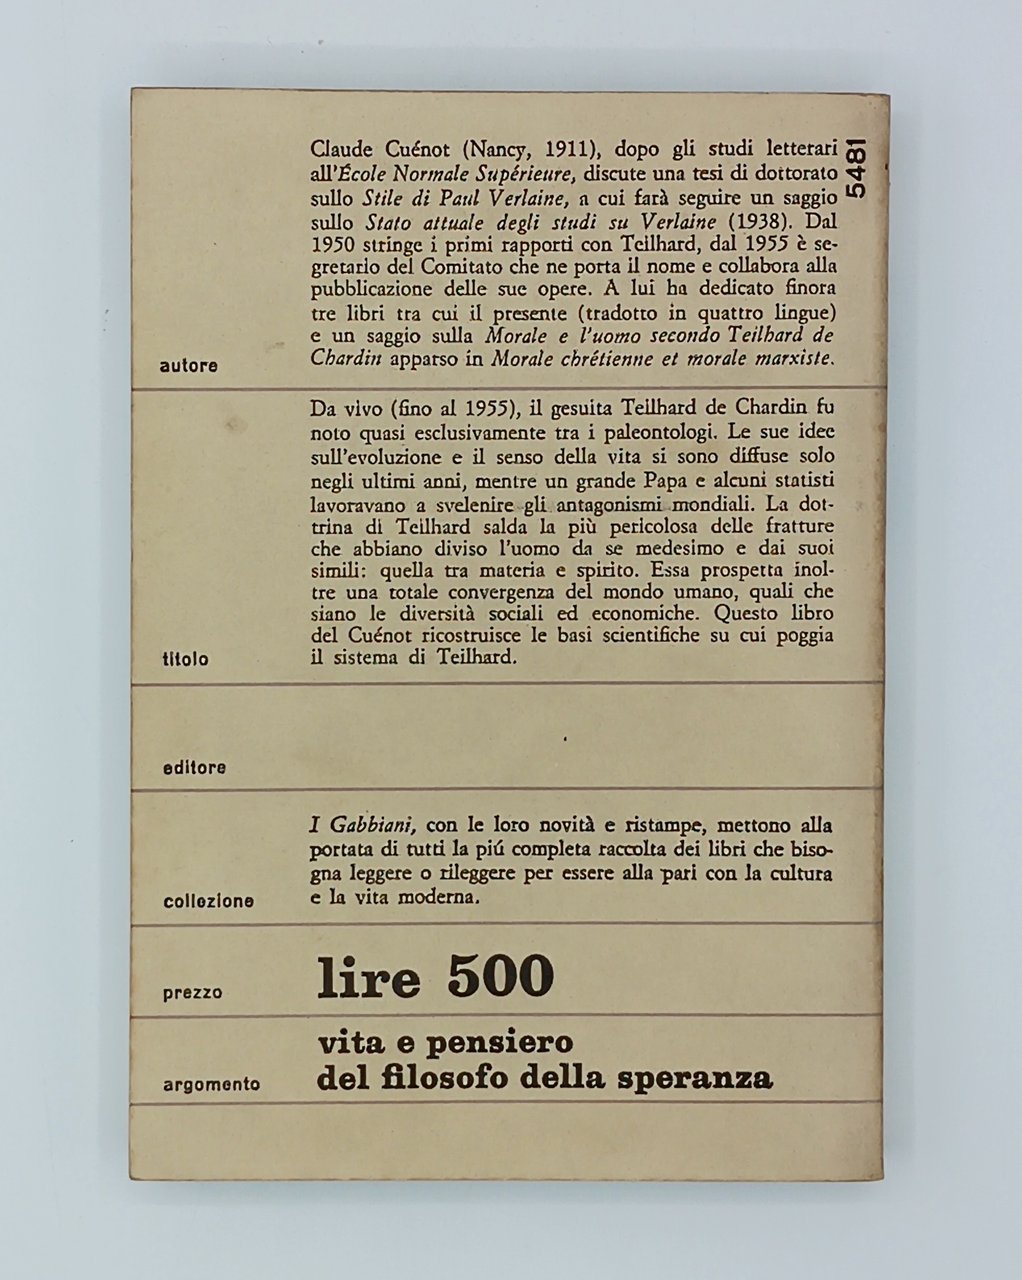 Claude Cuénot (Nancy, 1911), dopo gli studi letterari
all'École Normale Supérieure, discute una tesi di dottorato
sullo Stile di Paul Verlaine, a cui farà seguire un saggio
sullo Stato attuale degli studi su Verlaine (1938). Dal
1950 stringe i primi rapporti con Teilhard, dal 1955 è se-
gretario del Comitato che ne porta il nome e collabora alla
pubblicazione delle sue opere. A lui ha dedicato finora
tre libri tra cui il presente (tradotto in quattro lingue)
e un saggio sulla Morale e l'uomo secondo Teilhard de
Chardin apparso in Morale chrétienne et morale marxiste.
5481
autore
Da vivo (fino al 1955), il gesuita Teilhard de Chardin fu
noto quasi esclusivamente tra i paleontologi. Le sue idee
sull'evoluzione e il senso della vita si sono diffuse solo
negli ultimi anni, mentre un grande Papa e alcuni statisti
lavoravano a svelenire gli antagonismi mondiali. La dot-
trina di Teilhard salda la più pericolosa delle fratture
che abbiano diviso l'uomo da se medesimo e dai suoi
simili: quella tra materia e spirito. Essa prospetta inol-
tre una totale convergenza del mondo umano, quali che
siano le diversità sociali ed economiche. Questo libro
del Cuénot ricostruisce le basi scientifiche su cui poggia
il sistema di Teilhard.
titolo
editore
I Gabbiani, con le loro novità e ristampe, mettono alla
portata di tutti la piú completa raccolta dei libri che biso-
gna leggere o rileggere per essere alla pari con la cultura
e la vita moderna.
collezione
lire 500
prezzo
vita e pensiero
del filosofo della speranza
argomento